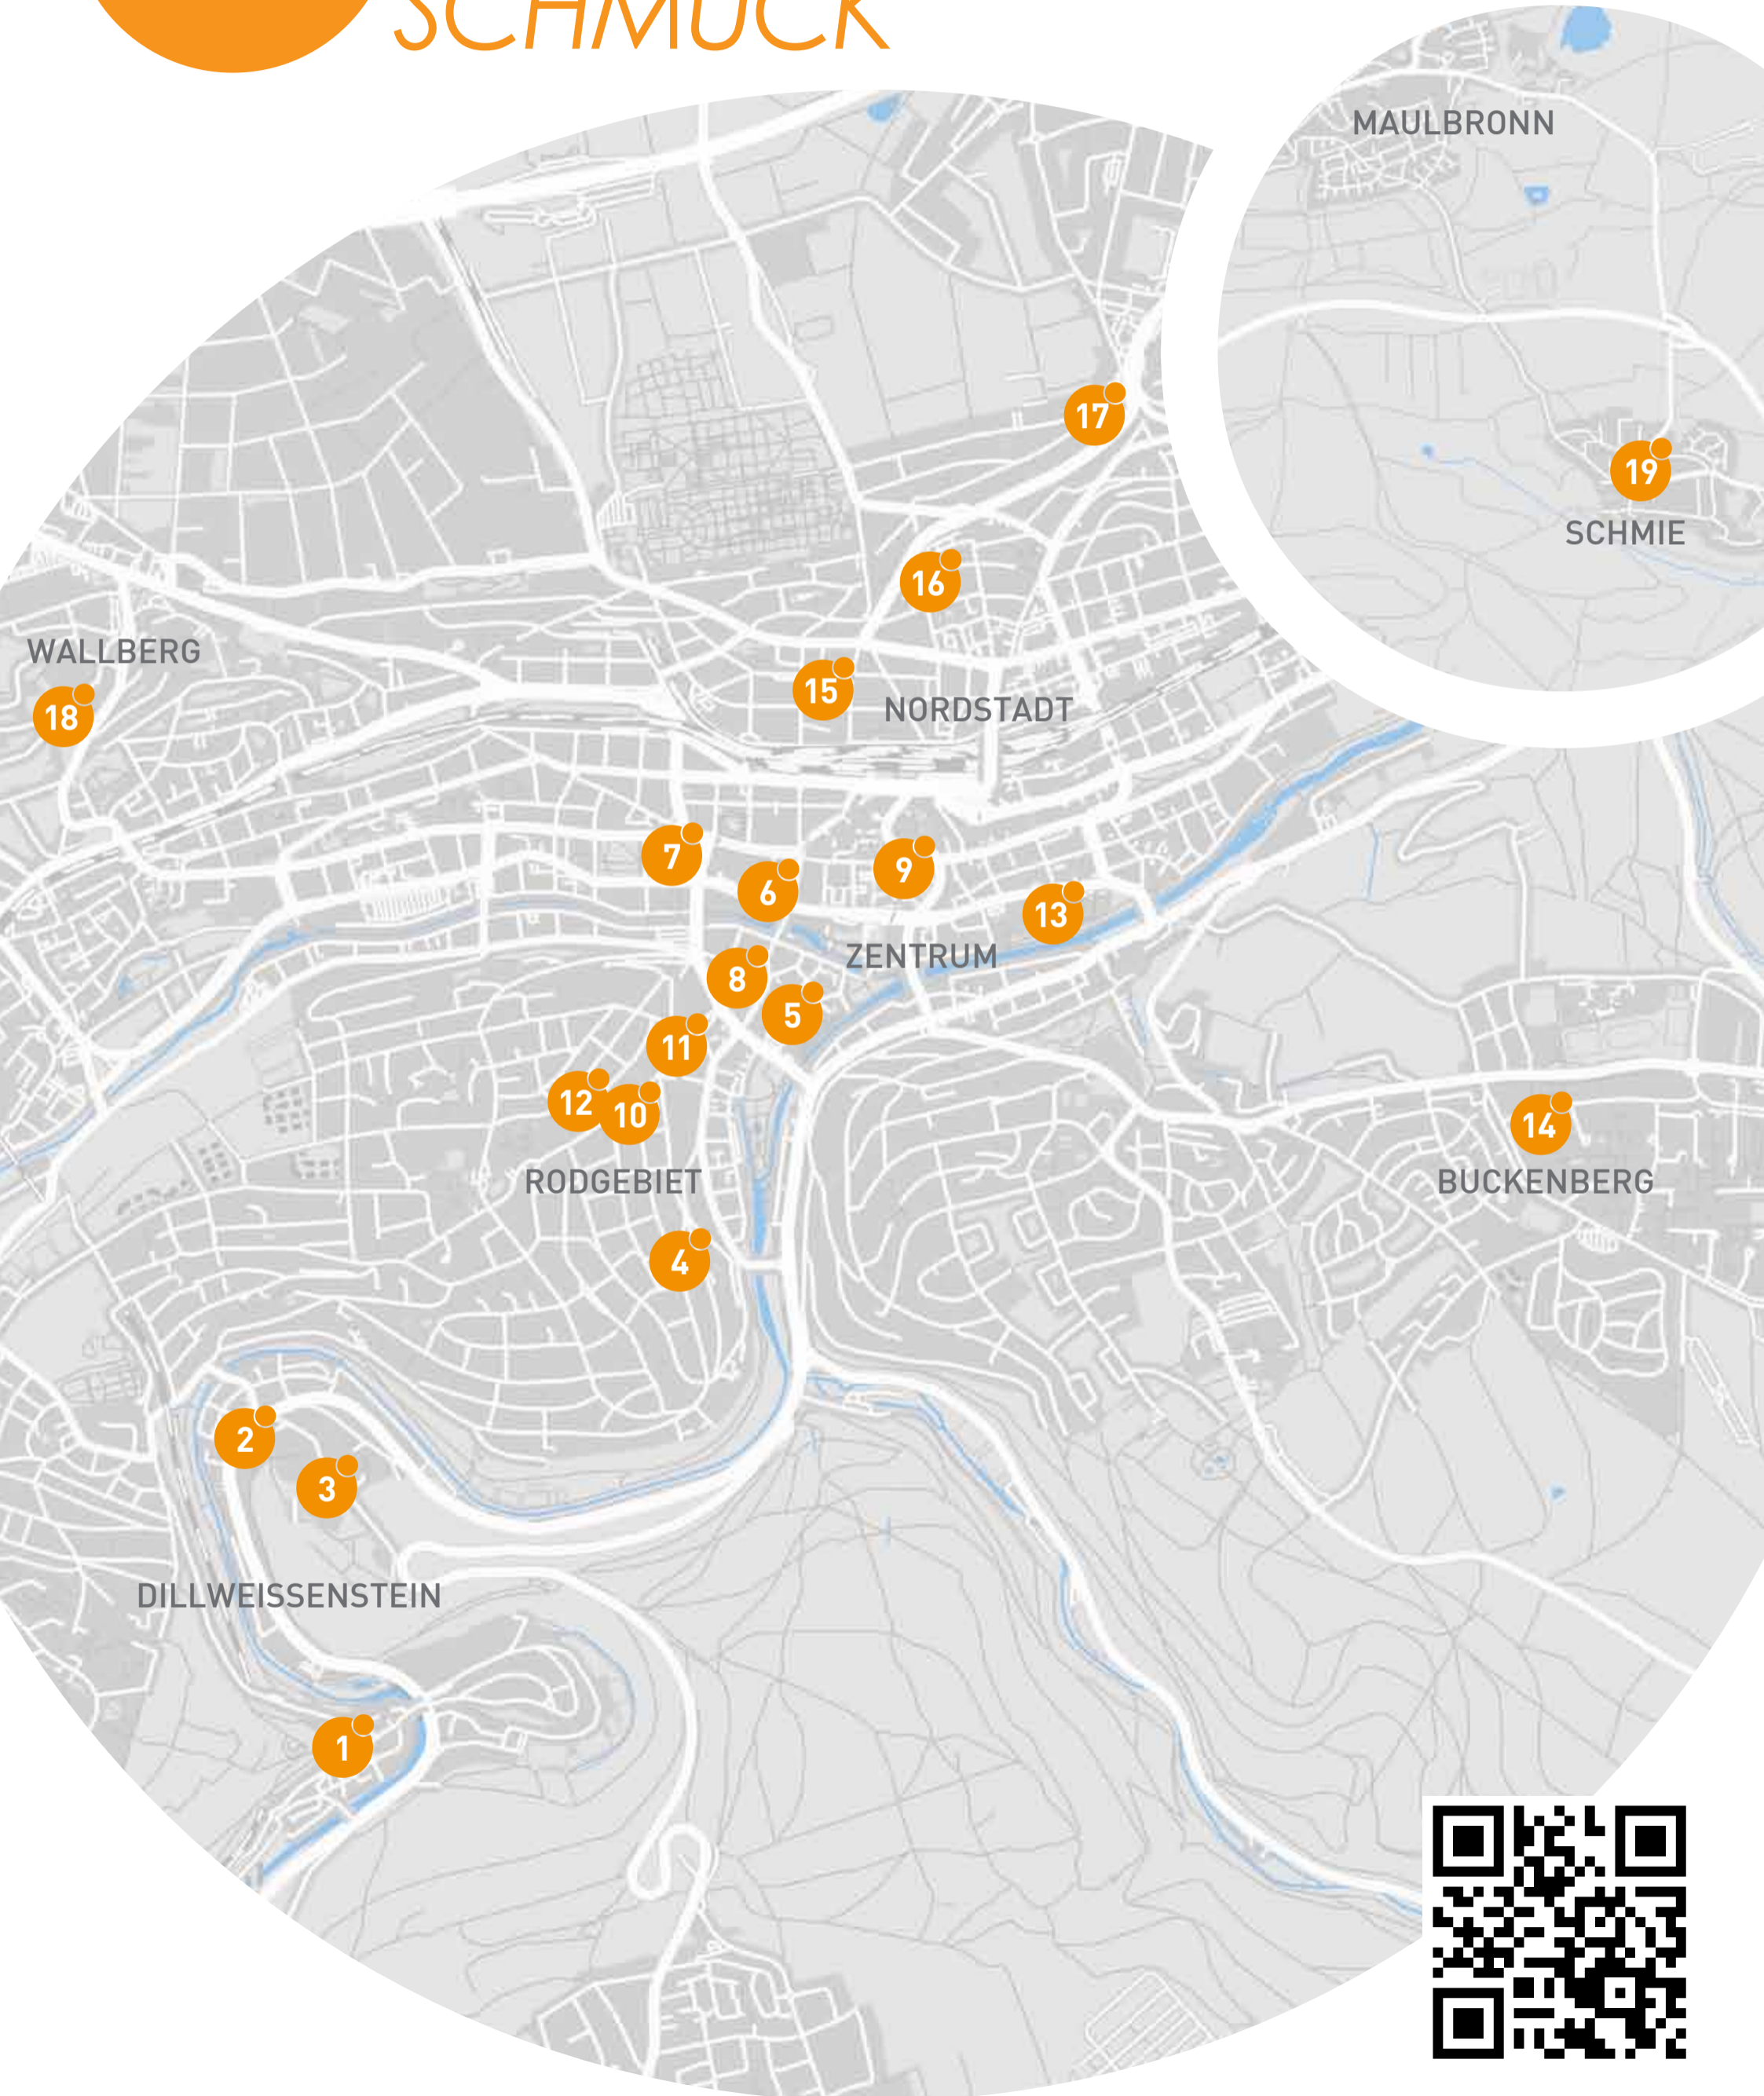 SCHMUCK
MAULBRONN
17
19
SCHMIE
16
WALLBERG
15
18
NORDSTADT
7
9
6
13
ZENTRUM
8
5
11
12
10
14
RODGEBIET
BUCKENBERG
4
2
3
DILLWEISSENSTEIN
1